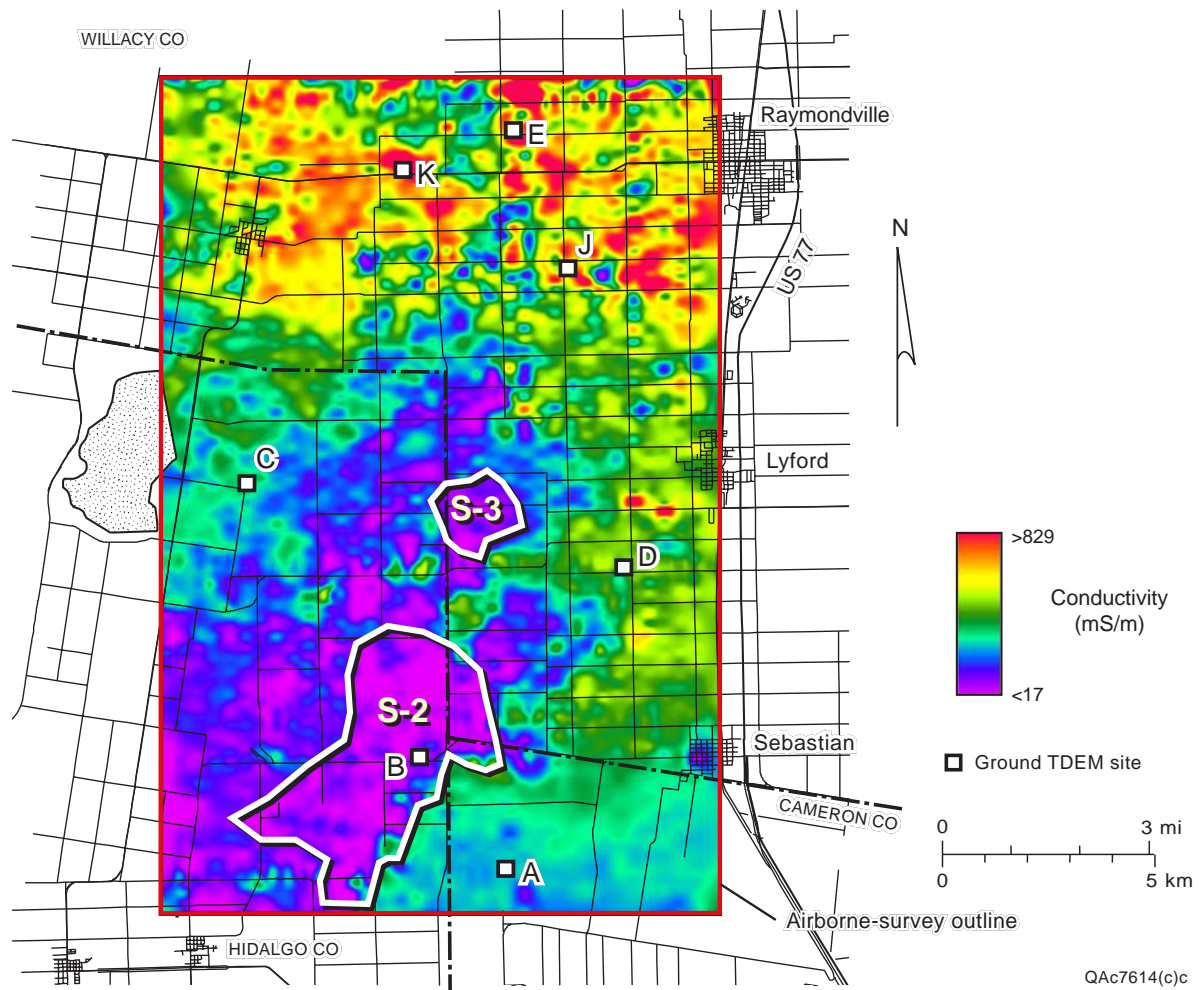 WILLACY CO
Raymondville
E
K
N
J
US 77
C
Lyford
S-3
>829
D
Conductivity
(mS/m)
<17
S-2
Sebastian
B
Ground TDEM site
CAMERON CO
0 3 mi
A
0 5 km
Airborne-survey outline
HIDALGO CO
QAc7614(c)c